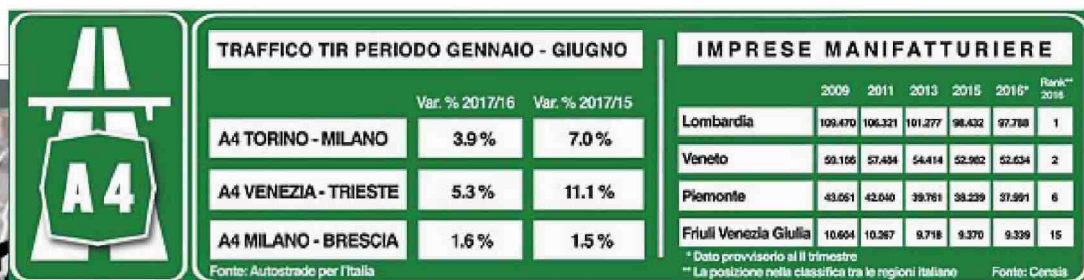 A4
TRAFFICO TIR PERIODO GENNAIO - GIUGNO
Var. % 2017/16 Var. % 2017/15
A4 TORINO - MILANO 3.9 % 7.0 %
A4 VENEZIA - TRIESTE 5.3 % 11.1 %
A4 MILANO - BRESCIA 1.6 % 1.5 %
Fonte: Autostrade per l'Italia
IMPRESE MANIFATTURIERE
2009 2011 2013 2015 2016* Rank** 2016
Lombardia 109.470 106.321 101.277 98.432 97.788 1
Veneto 59.166 57.484 54.414 52.982 52.634 2
Piemonte 43.051 42.040 39.761 38.239 37.991 6
Friuli Venezia Giulia 10.604 10.267 9.718 9.370 9.339 15
* Dato provvisorio al II trimestre
** La posizione nella classifica tra le regioni italiane Fonte: Censis